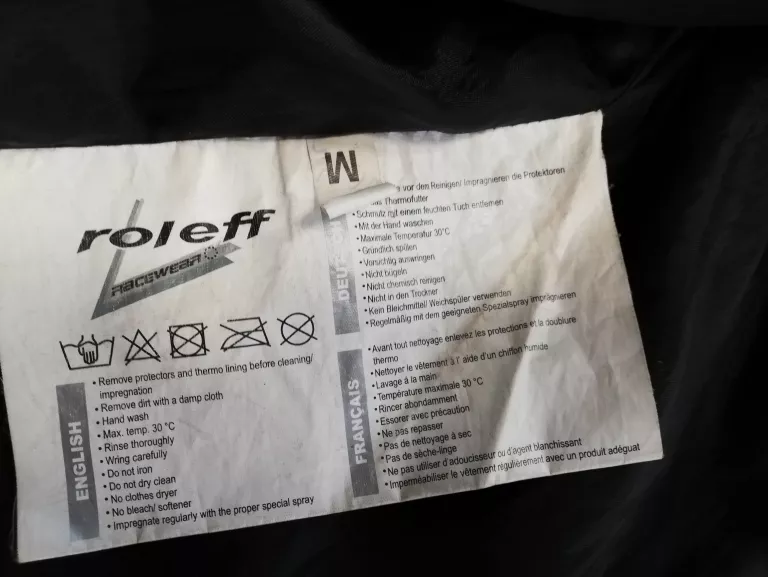 M
roleff
RACEWEAR
ENGLISH
• Remove protectors and thermo lining before cleaning/
impregnation
• Remove dirt with a damp cloth
• Hand wash
• Max. temp. 30 °C
• Rinse thoroughly
• Wring carefully
• Do not iron
• Do not dry clean
• No clothes dryer
• No bleach/ softener
• Impregnate regularly with the proper special spray
DEUTSCH
vor den Reinigen/ Imprägnieren die Protektoren
Thermofutter
• Schmutz mit einem feuchten Tuch entfernen
• Mit der Hand waschen
• Maximale Temperatur 30°C
• Gründlich spülen
• Vorsichtig auswringen
• Nicht bügeln
• Nicht chemisch reinigen
• Nicht in den Trockner
• Kein Bleichmittel/ Weichspüler verwenden
• Regelmäßig mit dem geeigneten Spezialspray imprägnieren
FRANÇAIS
• Avant tout nettoyage enlevez les protections et la doublure
thermo
• Nettoyer le vêtement à l' aide d'un chiffon humide
• Lavage à la main
• Température maximale 30 °C
• Rincer abondamment
• Essorer avec précaution
• Ne pas repasser
• Pas de nettoyage à sec
• Pas de sèche-linge
• Ne pas utiliser d'adoucisseur ou d'agent blanchissant
• Imperméabiliser le vêtement régulièrement avec un produit adéquat